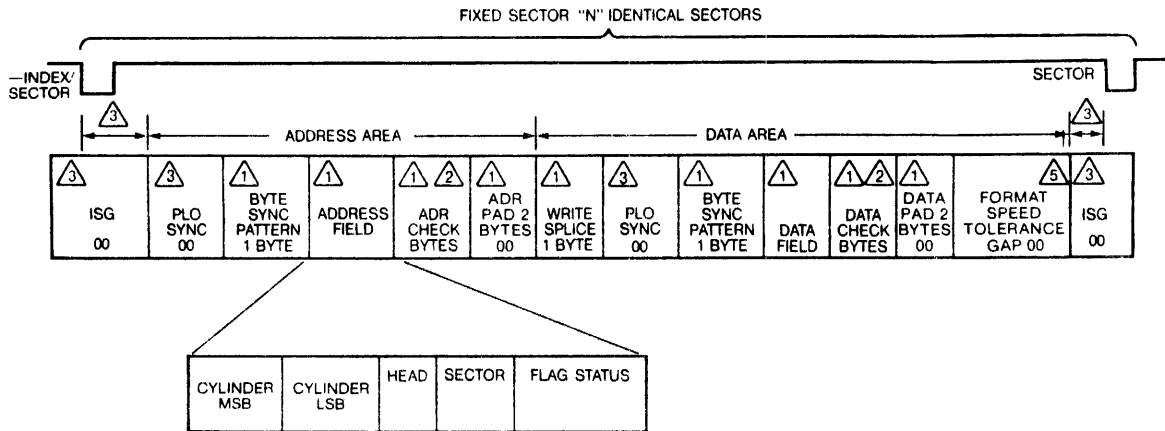 FIXED SECTOR "N" IDENTICAL SECTORS
—INDEX/
SECTOR
SECTOR
3
3
ADDRESS AREA
DATA AREA
3
ISG
00
3
PLO
SYNC
00
1
BYTE
SYNC
PATTERN
1 BYTE
1
ADDRESS
FIELD
1 2
ADR
CHECK
BYTES
1
ADR
PAD 2
BYTES
00
1
WRITE
SPLICE
1 BYTE
3
PLO
SYNC
00
1
BYTE
SYNC
PATTERN
1 BYTE
1
DATA
FIELD
1 2
DATA
CHECK
BYTES
1
DATA
PAD 2
BYTES
00
5
FORMAT
SPEED
TOLERANCE
GAP 00
3
ISG
00
CYLINDER
MSB
CYLINDER
LSB
HEAD
SECTOR
FLAG STATUS